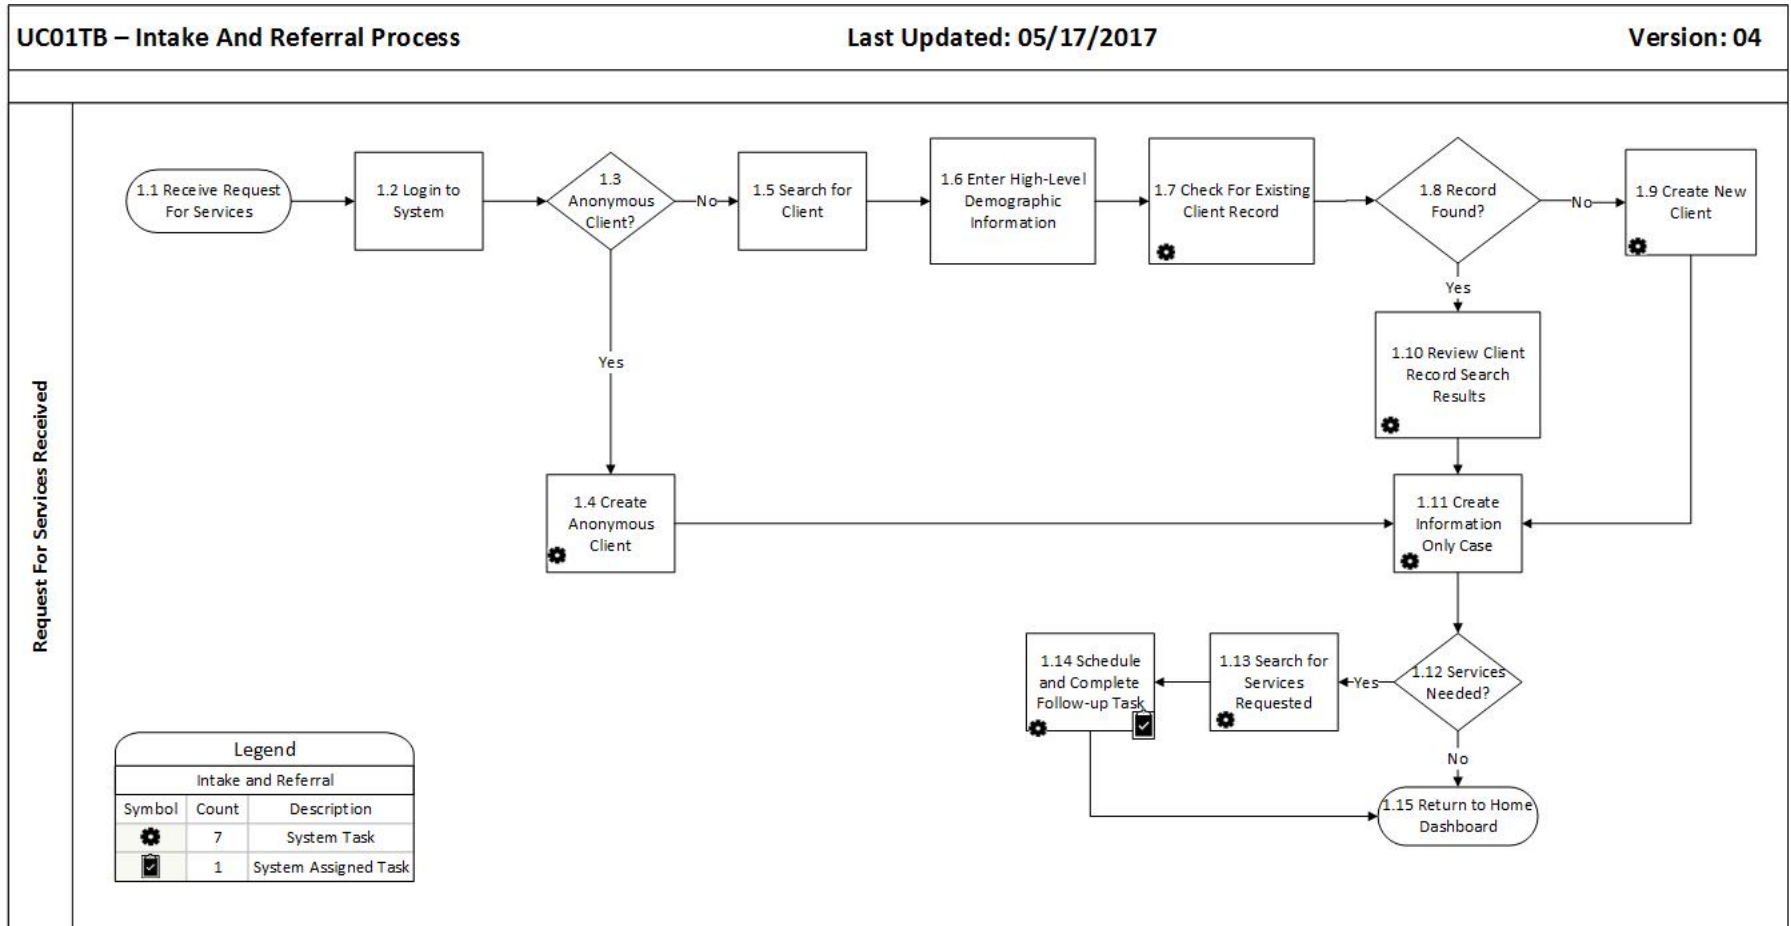 UC01TB – Intake And Referral Process
Last Updated: 05/17/2017
Version: 04
Request For Services Received
1.1 Receive Request
For Services
1.2 Login to
System
1.3
Anonymous
Client?
No
1.5 Search for
Client
1.6 Enter High-Level
Demographic
Information
1.7 Check For Existing
Client Record
1.8 Record
Found?
No
1.9 Create New
Client
Yes
Yes
1.10 Review Client
Record Search
Results
1.4 Create
Anonymous
Client
1.11 Create
Information
Only Case
1.14 Schedule
and Complete
Follow-up Task
1.13 Search for
Services
Requested
Yes
1.12 Services
Needed?
No
1.15 Return to Home
Dashboard
Legend
Intake and Referral
Symbol Count Description
7 System Task
1 System Assigned Task